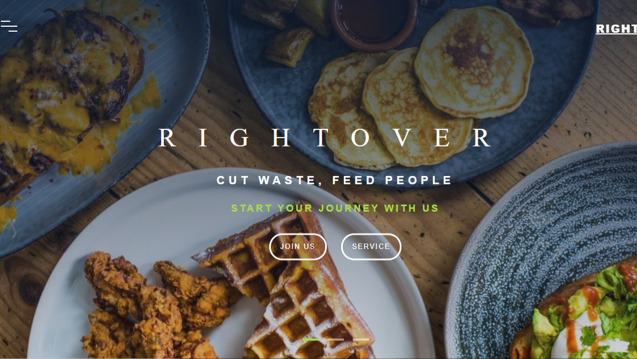 RIGHT
RIGHTOVER
CUT WASTE, FEED PEOPLE
START YOUR JOURNEY WITH US
JOIN US
SERVICE